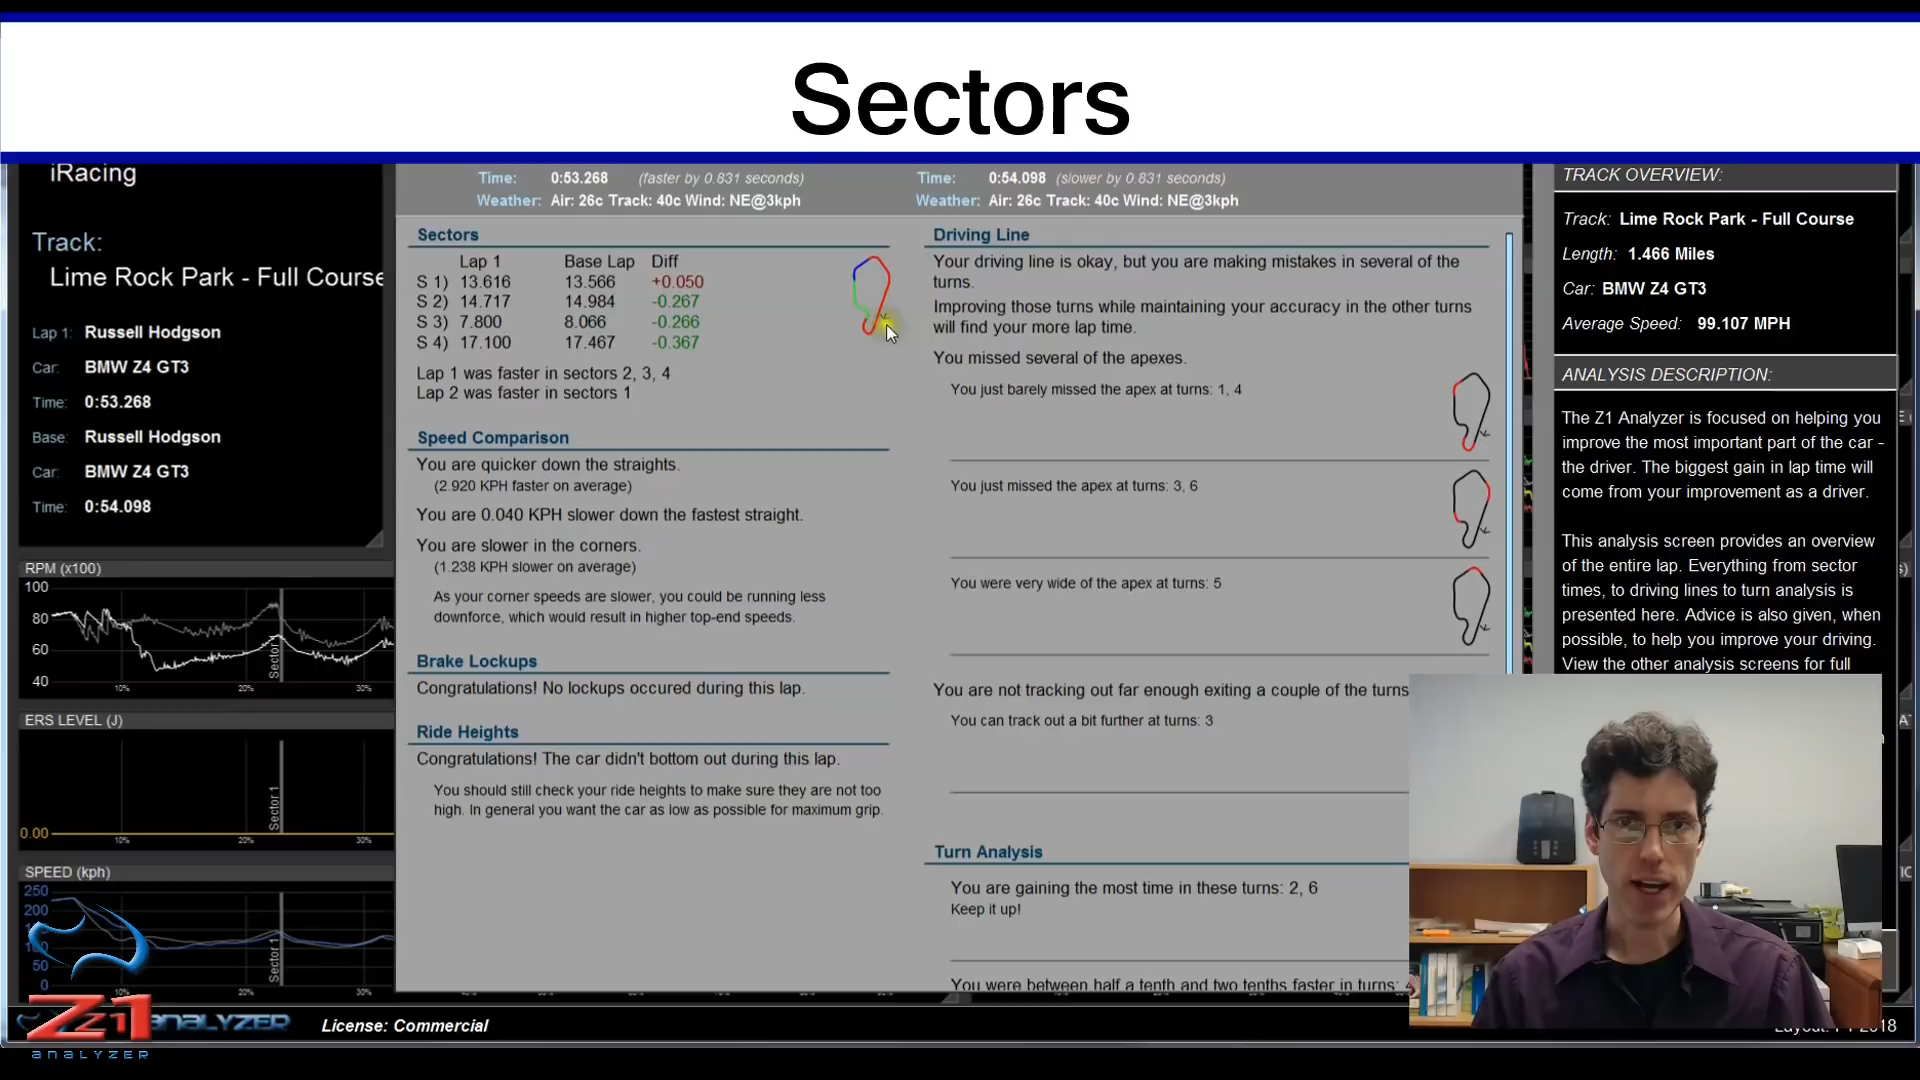 Sectors
iRacing
Track:
Lime Rock Park - Full Course
Lap 1: Russell Hodgson
Car: BMW Z4 GT3
Time: 0:53.268
Base: Russell Hodgson
Car: BMW Z4 GT3
Time: 0:54.098
RPM (x100)
100
80
60
40
Sector 1
10%
20%
30%
ERS LEVEL (J)
0.00
Sector 1
10%
20%
30%
SPEED (kph)
250
200
50
0
Sector 1
10%
20%
30%
Time: 0:53.268 (faster by 0.831 seconds)
Weather: Air: 26c Track: 40c Wind: NE@3kph
Time: 0:54.098 (slower by 0.831 seconds)
Weather: Air: 26c Track: 40c Wind: NE@3kph
Sectors
Lap 1 Base Lap Diff
S 1) 13.616 13.566 +0.050
S 2) 14.717 14.984 -0.267
S 3) 7.800 8.066 -0.266
S 4) 17.100 17.467 -0.367
Lap 1 was faster in sectors 2, 3, 4
Lap 2 was faster in sectors 1
Speed Comparison
You are quicker down the straights.
(2.920 KPH faster on average)
You are 0.040 KPH slower down the fastest straight.
You are slower in the corners.
(1.238 KPH slower on average)
As your corner speeds are slower, you could be running less
downforce, which would result in higher top-end speeds.
Brake Lockups
Congratulations! No lockups occured during this lap.
Ride Heights
Congratulations! The car didn't bottom out during this lap.
You should still check your ride heights to make sure they are not too
high. In general you want the car as low as possible for maximum grip.
Driving Line
Your driving line is okay, but you are making mistakes in several of the
turns.
Improving those turns while maintaining your accuracy in the other turns
will find your more lap time.
You missed several of the apexes.
You just barely missed the apex at turns: 1, 4
You just missed the apex at turns: 3, 6
You were very wide of the apex at turns: 5
You are not tracking out far enough exiting a couple of the turns
You can track out a bit further at turns: 3
Turn Analysis
You are gaining the most time in these turns: 2, 6
Keep it up!
You were between half a tenth and two tenths faster in turns:
TRACK OVERVIEW:
Track: Lime Rock Park - Full Course
Length: 1.466 Miles
Car: BMW Z4 GT3
Average Speed: 99.107 MPH
ANALYSIS DESCRIPTION:
The Z1 Analyzer is focused on helping you
improve the most important part of the car -
the driver. The biggest gain in lap time will
come from your improvement as a driver.
This analysis screen provides an overview
of the entire lap. Everything from sector
times, to driving lines to turn analysis is
presented here. Advice is also given, when
possible, to help you improve your driving.
View the other analysis screens for full
Z1 ANALYZER
analyzer
License: Commercial
2018